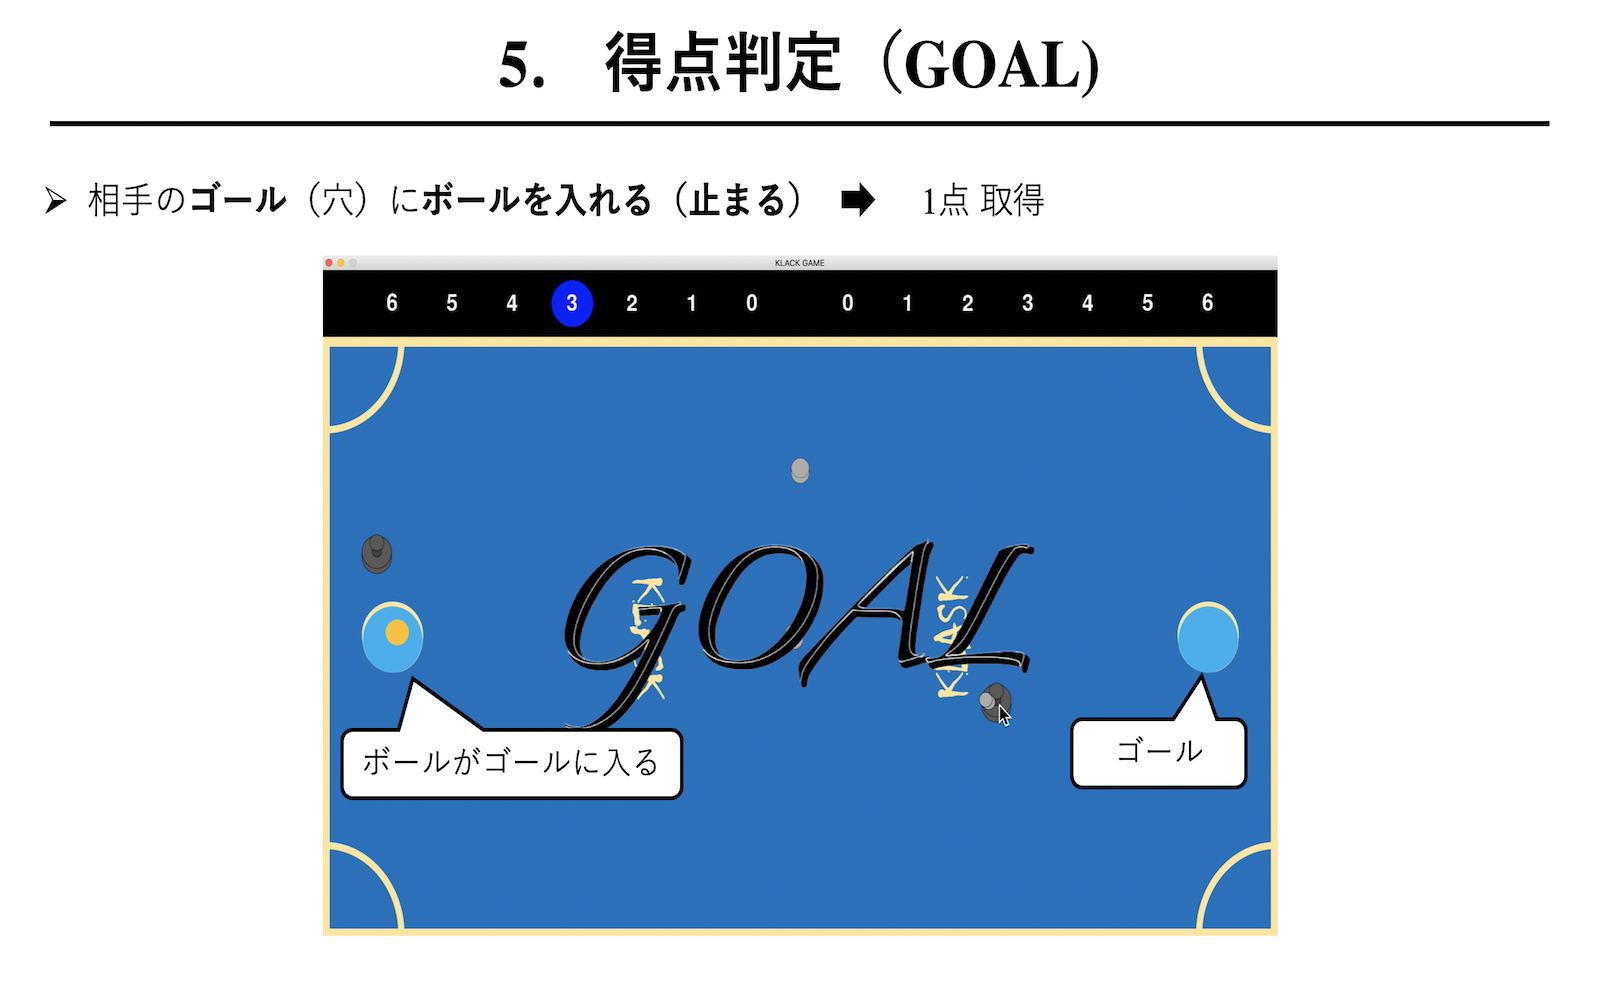 5. 得点判定（GOAL)
➢ 相手のゴール（穴）にボールを入れる（止まる） ➡ 1点 取得
KLACK GAME
6 5 4 3 2 1 0 0 1 2 3 4 5 6
GOAL
KLASK
KLASK
ボールがゴールに入る
ゴール